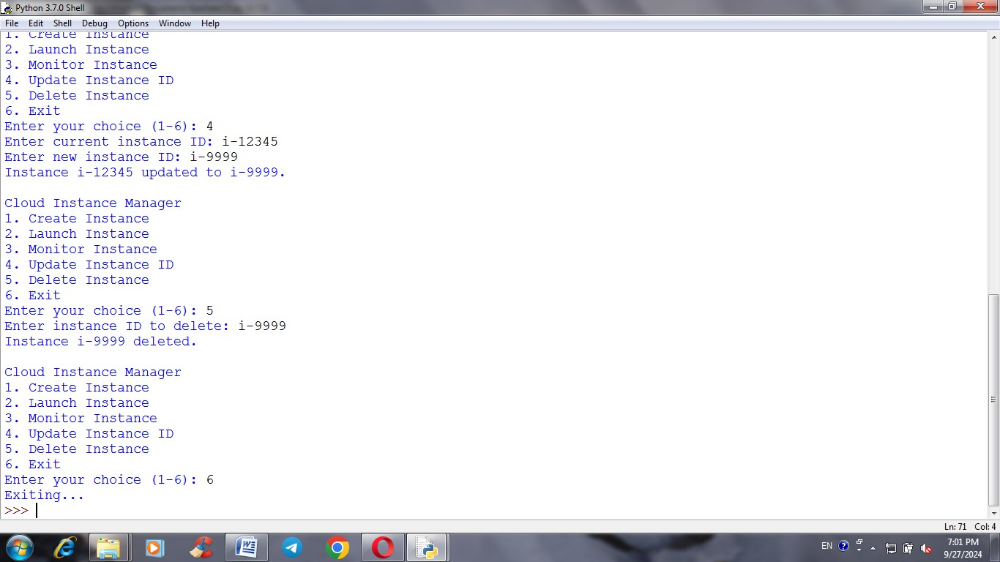 Python 3.7.0 Shell
File Edit Shell Debug Options Window Help
1. Create Instance
2. Launch Instance
3. Monitor Instance
4. Update Instance ID
5. Delete Instance
6. Exit
Enter your choice (1-6): 4
Enter current instance ID: i-12345
Enter new instance ID: i-9999
Instance i-12345 updated to i-9999.
Cloud Instance Manager
1. Create Instance
2. Launch Instance
3. Monitor Instance
4. Update Instance ID
5. Delete Instance
6. Exit
Enter your choice (1-6): 5
Enter instance ID to delete: i-9999
Instance i-9999 deleted.
Cloud Instance Manager
1. Create Instance
2. Launch Instance
3. Monitor Instance
4. Update Instance ID
5. Delete Instance
6. Exit
Enter your choice (1-6): 6
Exiting...
>>>
Ln: 71 Col: 4
EN 7:01 PM
9/27/2024